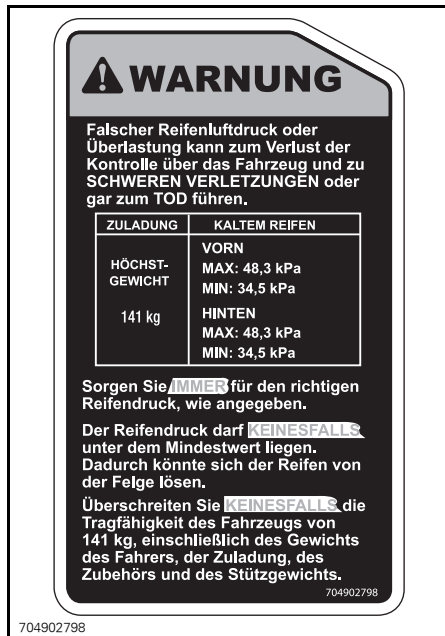 WARNUNG
Falscher Reifenluftdruck oder
Überlastung kann zum Verlust der
Kontrolle über das Fahrzeug und zu
SCHWEREN VERLETZUNGEN oder
gar zum TOD führen.
ZULADUNG KALTEM REIFEN
HÖCHST-
GEWICHT
141 kg
VORN
MAX: 48,3 kPa
MIN: 34,5 kPa
HINTEN
MAX: 48,3 kPa
MIN: 34,5 kPa
Sorgen Sie IMMER für den richtigen
Reifendruck, wie angegeben.
Der Reifendruck darf KEINESFALLS
unter dem Mindestwert liegen.
Dadurch könnte sich der Reifen von
der Felge lösen.
Überschreiten Sie KEINESFALLS die
Tragfähigkeit des Fahrzeugs von
141 kg, einschließlich des Gewichts
des Fahrers, der Zuladung, des
Zubehörs und des Stützgewichts.
704902798
704902798